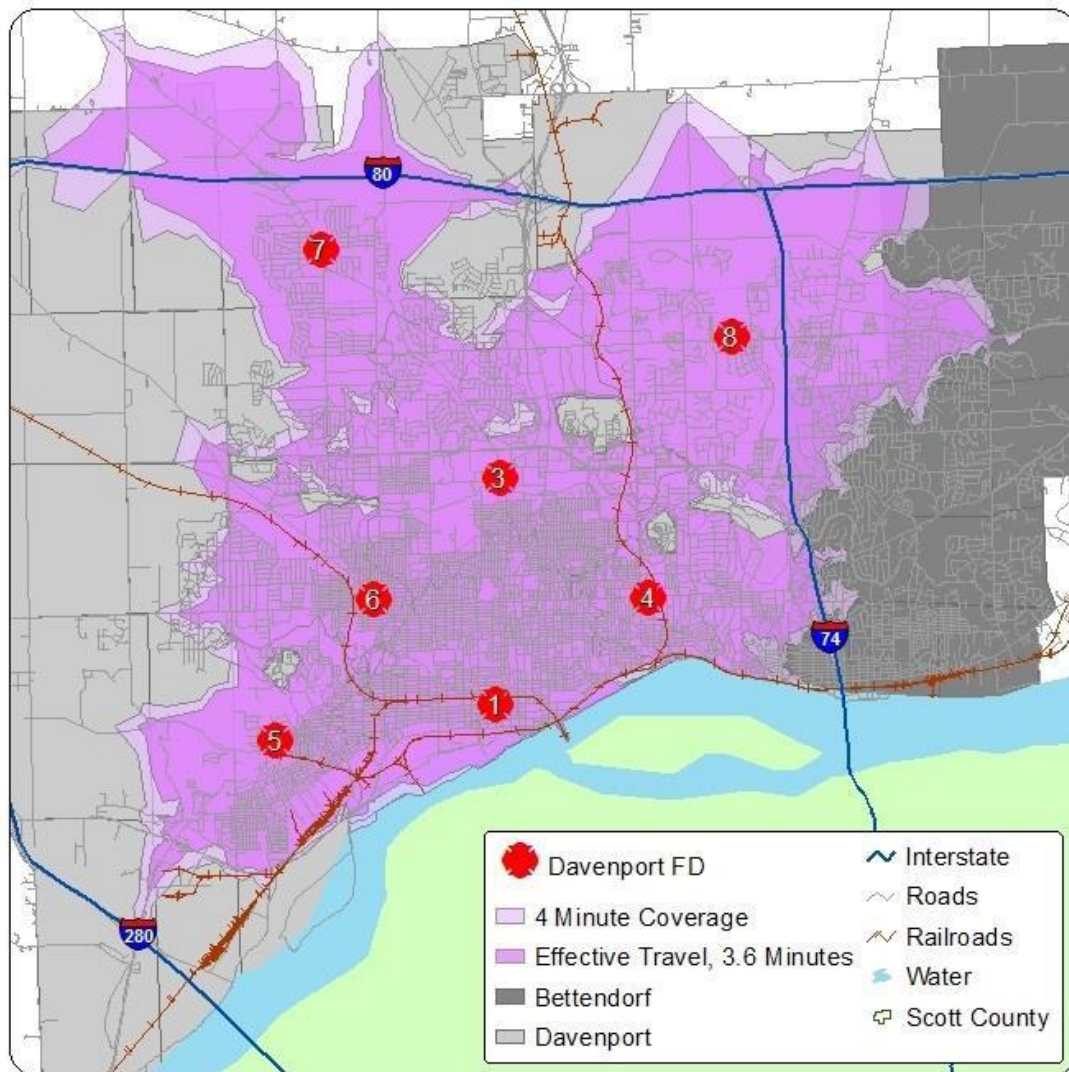 80
7
8
3
6
4
74
1
5
280
Davenport FD
4 Minute Coverage
Effective Travel, 3.6 Minutes
Bettendorf
Davenport
Interstate
Roads
Railroads
Water
Scott County